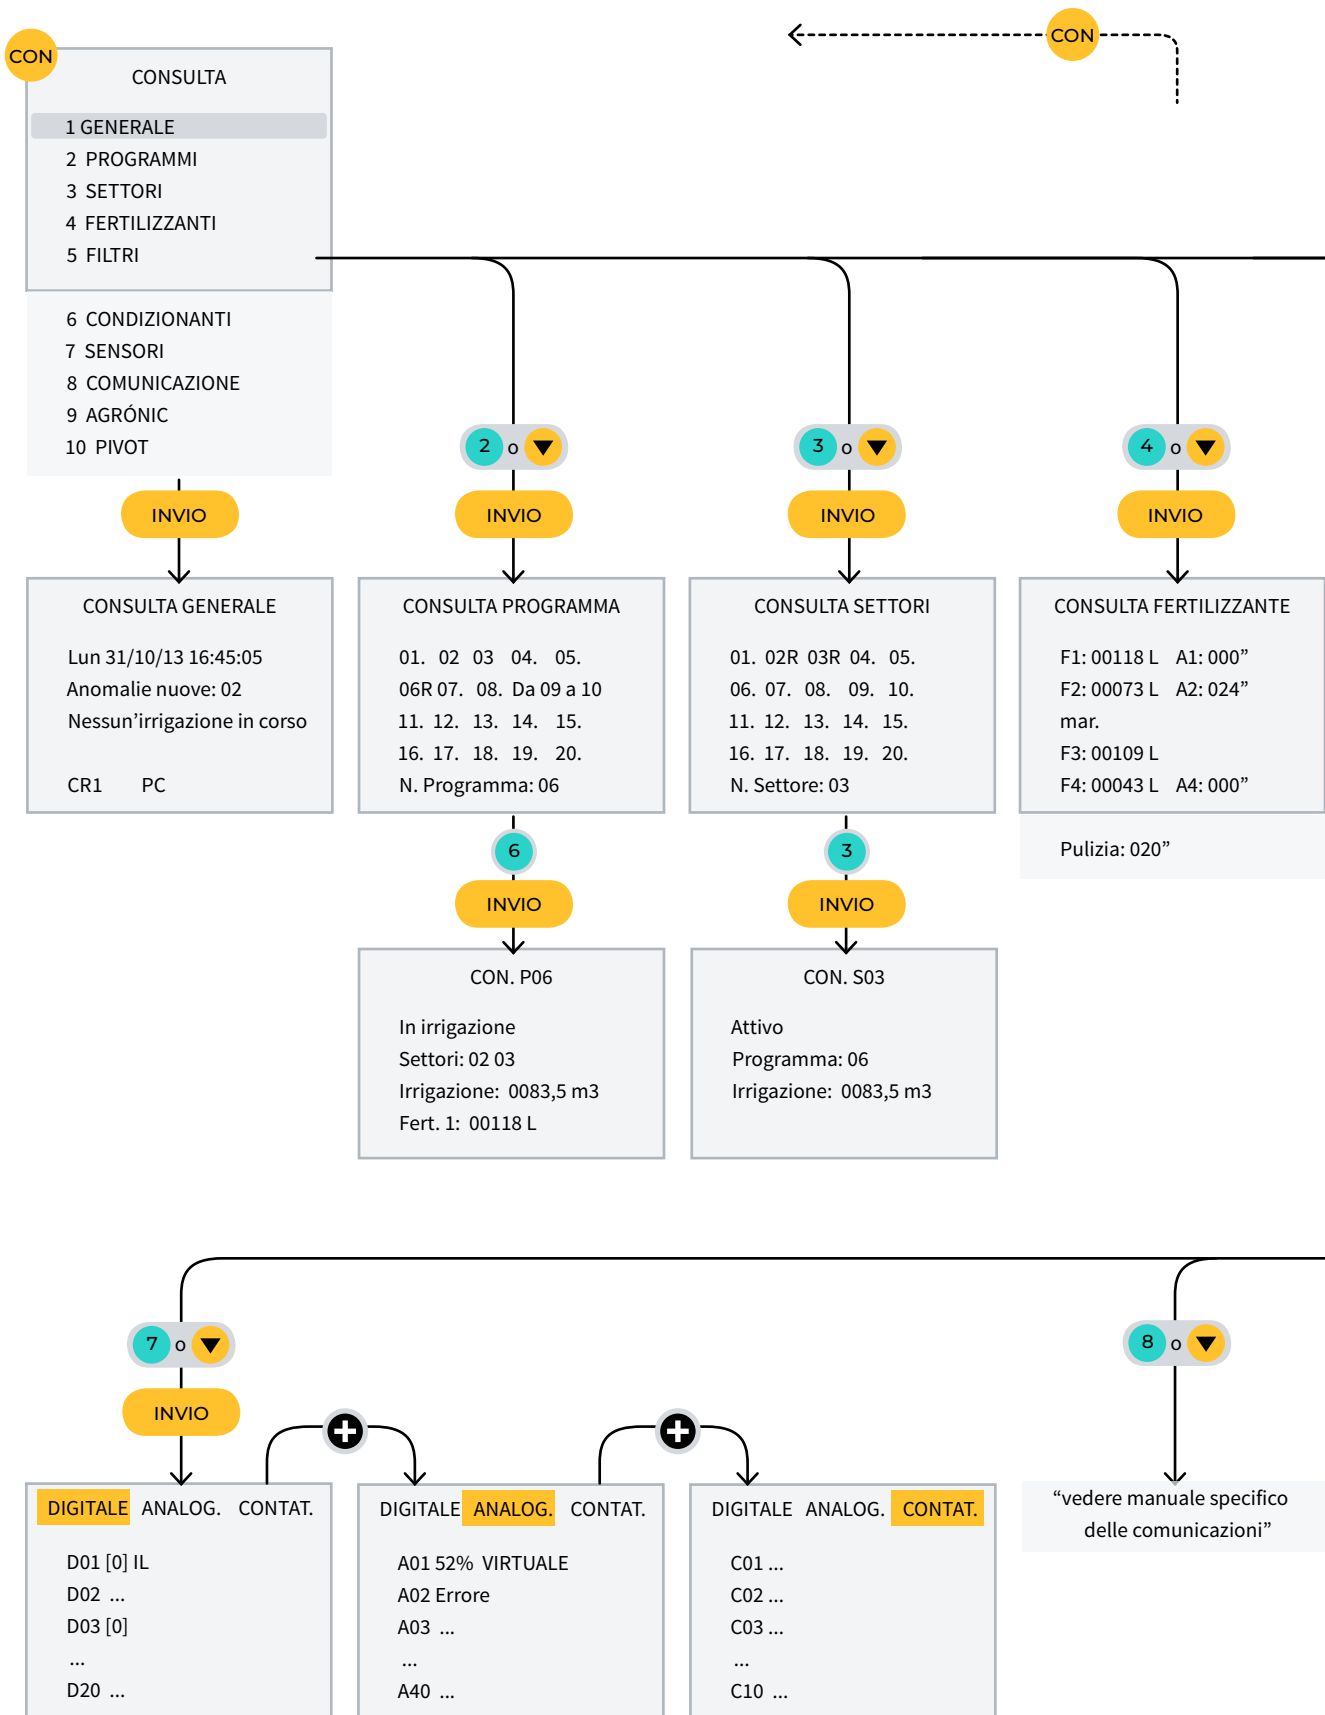 CON
CON
CONSULTA
1 GENERALE
2 PROGRAMMI
3 SETTORI
4 FERTILIZZANTI
5 FILTRI
6 CONDIZIONANTI
7 SENSORI
8 COMUNICAZIONE
9 AGRÓNIC
10 PIVOT
2 o
3 o
4 o
INVIO
INVIO
INVIO
INVIO
CONSULTA GENERALE
Lun 31/10/13 16:45:05
Anomalie nuove: 02
Nessun’irrigazione in corso
CR1 PC
CONSULTA PROGRAMMA
01. 02 03 04. 05.
06R 07. 08. Da 09 a 10
11. 12. 13. 14. 15.
16. 17. 18. 19. 20.
N. Programma: 06
CONSULTA SETTORI
01. 02R 03R 04. 05.
06. 07. 08. 09. 10.
11. 12. 13. 14. 15.
16. 17. 18. 19. 20.
N. Settore: 03
CONSULTA FERTILIZZANTE
F1: 00118 L A1: 000”
F2: 00073 L A2: 024”
mar.
F3: 00109 L
F4: 00043 L A4: 000”
Pulizia: 020”
6
INVIO
3
INVIO
CON. P06
In irrigazione
Settori: 02 03
Irrigazione: 0083,5 m3
Fert. 1: 00118 L
CON. S03
Attivo
Programma: 06
Irrigazione: 0083,5 m3
7 o
INVIO
8 o
DIGITALE ANALOG. CONTAT.
D01 [0] IL
D02 ...
D03 [0]
...
D20 ...
DIGITALE ANALOG. CONTAT.
A01 52% VIRTUALE
A02 Errore
A03 ...
...
A40 ...
DIGITALE ANALOG. CONTAT.
C01 ...
C02 ...
C03 ...
...
C10 ...
“vedere manuale specifico
delle comunicazioni”